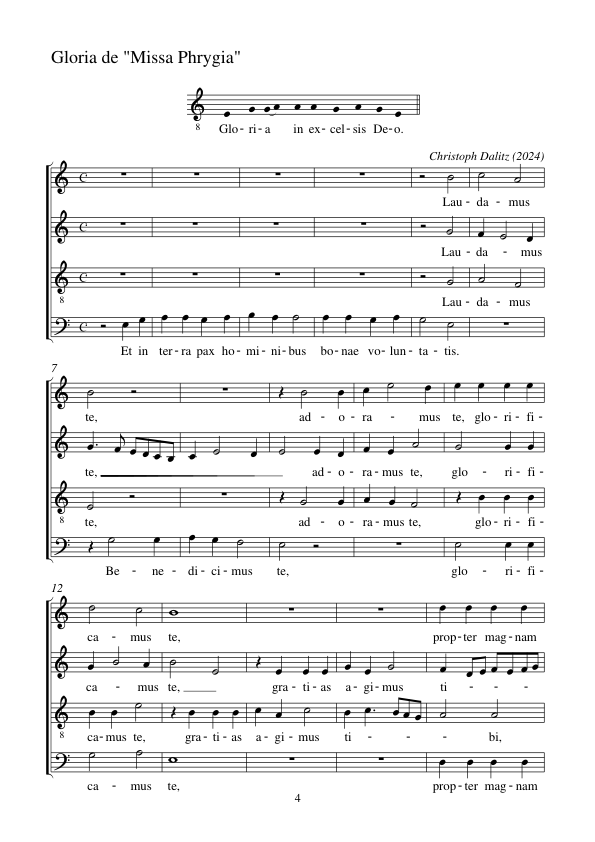 Gloria de "Missa Phrygia"
8
Glo - ri - a in ex - cel - sis De - o.
Christoph Dalitz (2024)
Lau - da - mus
Lau - da - mus
8
Lau - da - mus
Et in ter - ra pax ho - mi - ni - bus bo - nae vo - lun - ta - tis.
7
te, ad - o - ra - mus te, glo - ri - fi -
te, ad - o - ra - mus te, glo - ri - fi -
8
te, ad - o - ra - mus te, glo - ri - fi -
Be - ne - di - ci - mus te, glo - ri - fi -
12
ca - mus te, prop - ter mag - nam
ca - mus te, gra - ti - as a - gi - mus ti - - - -
8
ca - mus te, gra - ti - as a - gi - mus ti - - - bi,
ca - mus te, prop - ter mag - nam
4